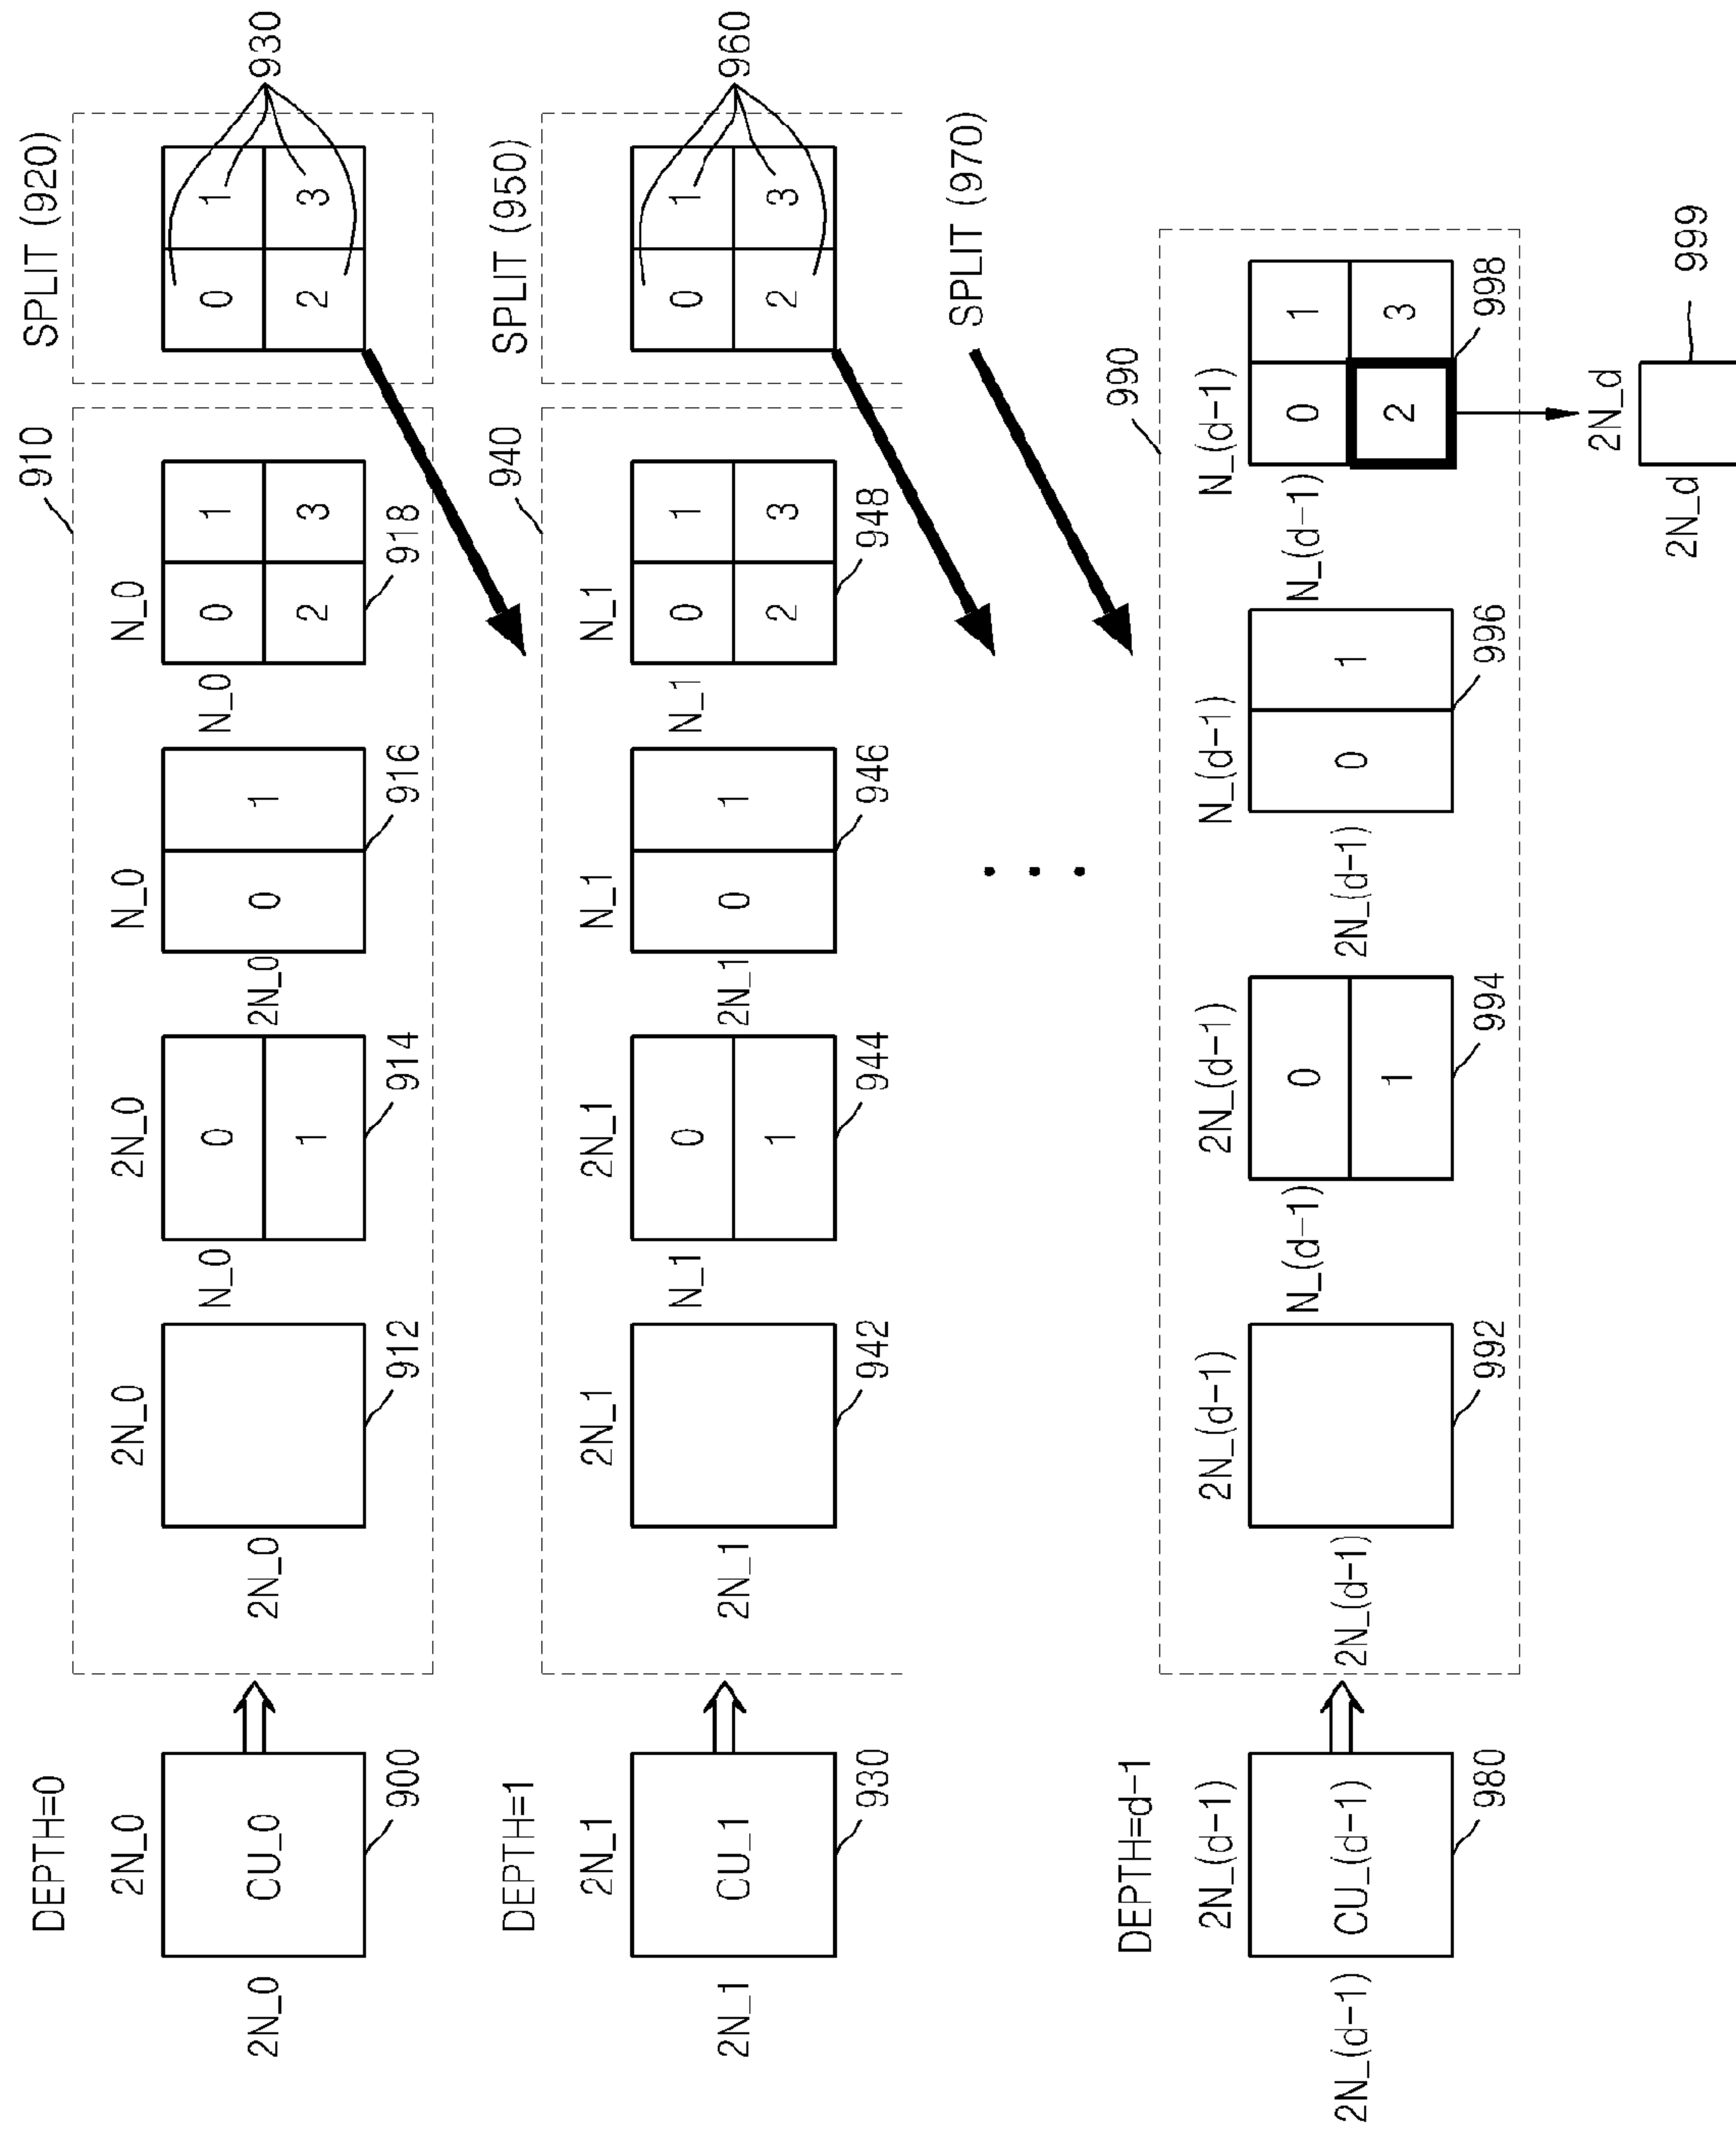 DEPTH=0
2N_0
2N_0
CU_0
900
910
2N_0
2N_0
912
2N_0
N_0
0
1
914
N_0
2N_0
0
1
916
N_0
N_0
0
1
2
3
918
SPLIT (920)
0
1
2
3
930
DEPTH=1
2N_1
2N_1
CU_1
930
940
2N_1
2N_1
942
2N_1
N_1
0
1
944
N_1
2N_1
0
1
946
N_1
N_1
0
1
2
3
948
SPLIT (950)
0
1
2
3
960
SPLIT (970)
DEPTH=d-1
2N_(d-1)
2N_(d-1)
CU_(d-1)
980
990
2N_(d-1)
2N_(d-1)
992
2N_(d-1)
N_(d-1)
0
1
994
N_(d-1)
2N_(d-1)
0
1
996
N_(d-1)
N_(d-1)
0
1
2
3
998
2N_d
2N_d
999